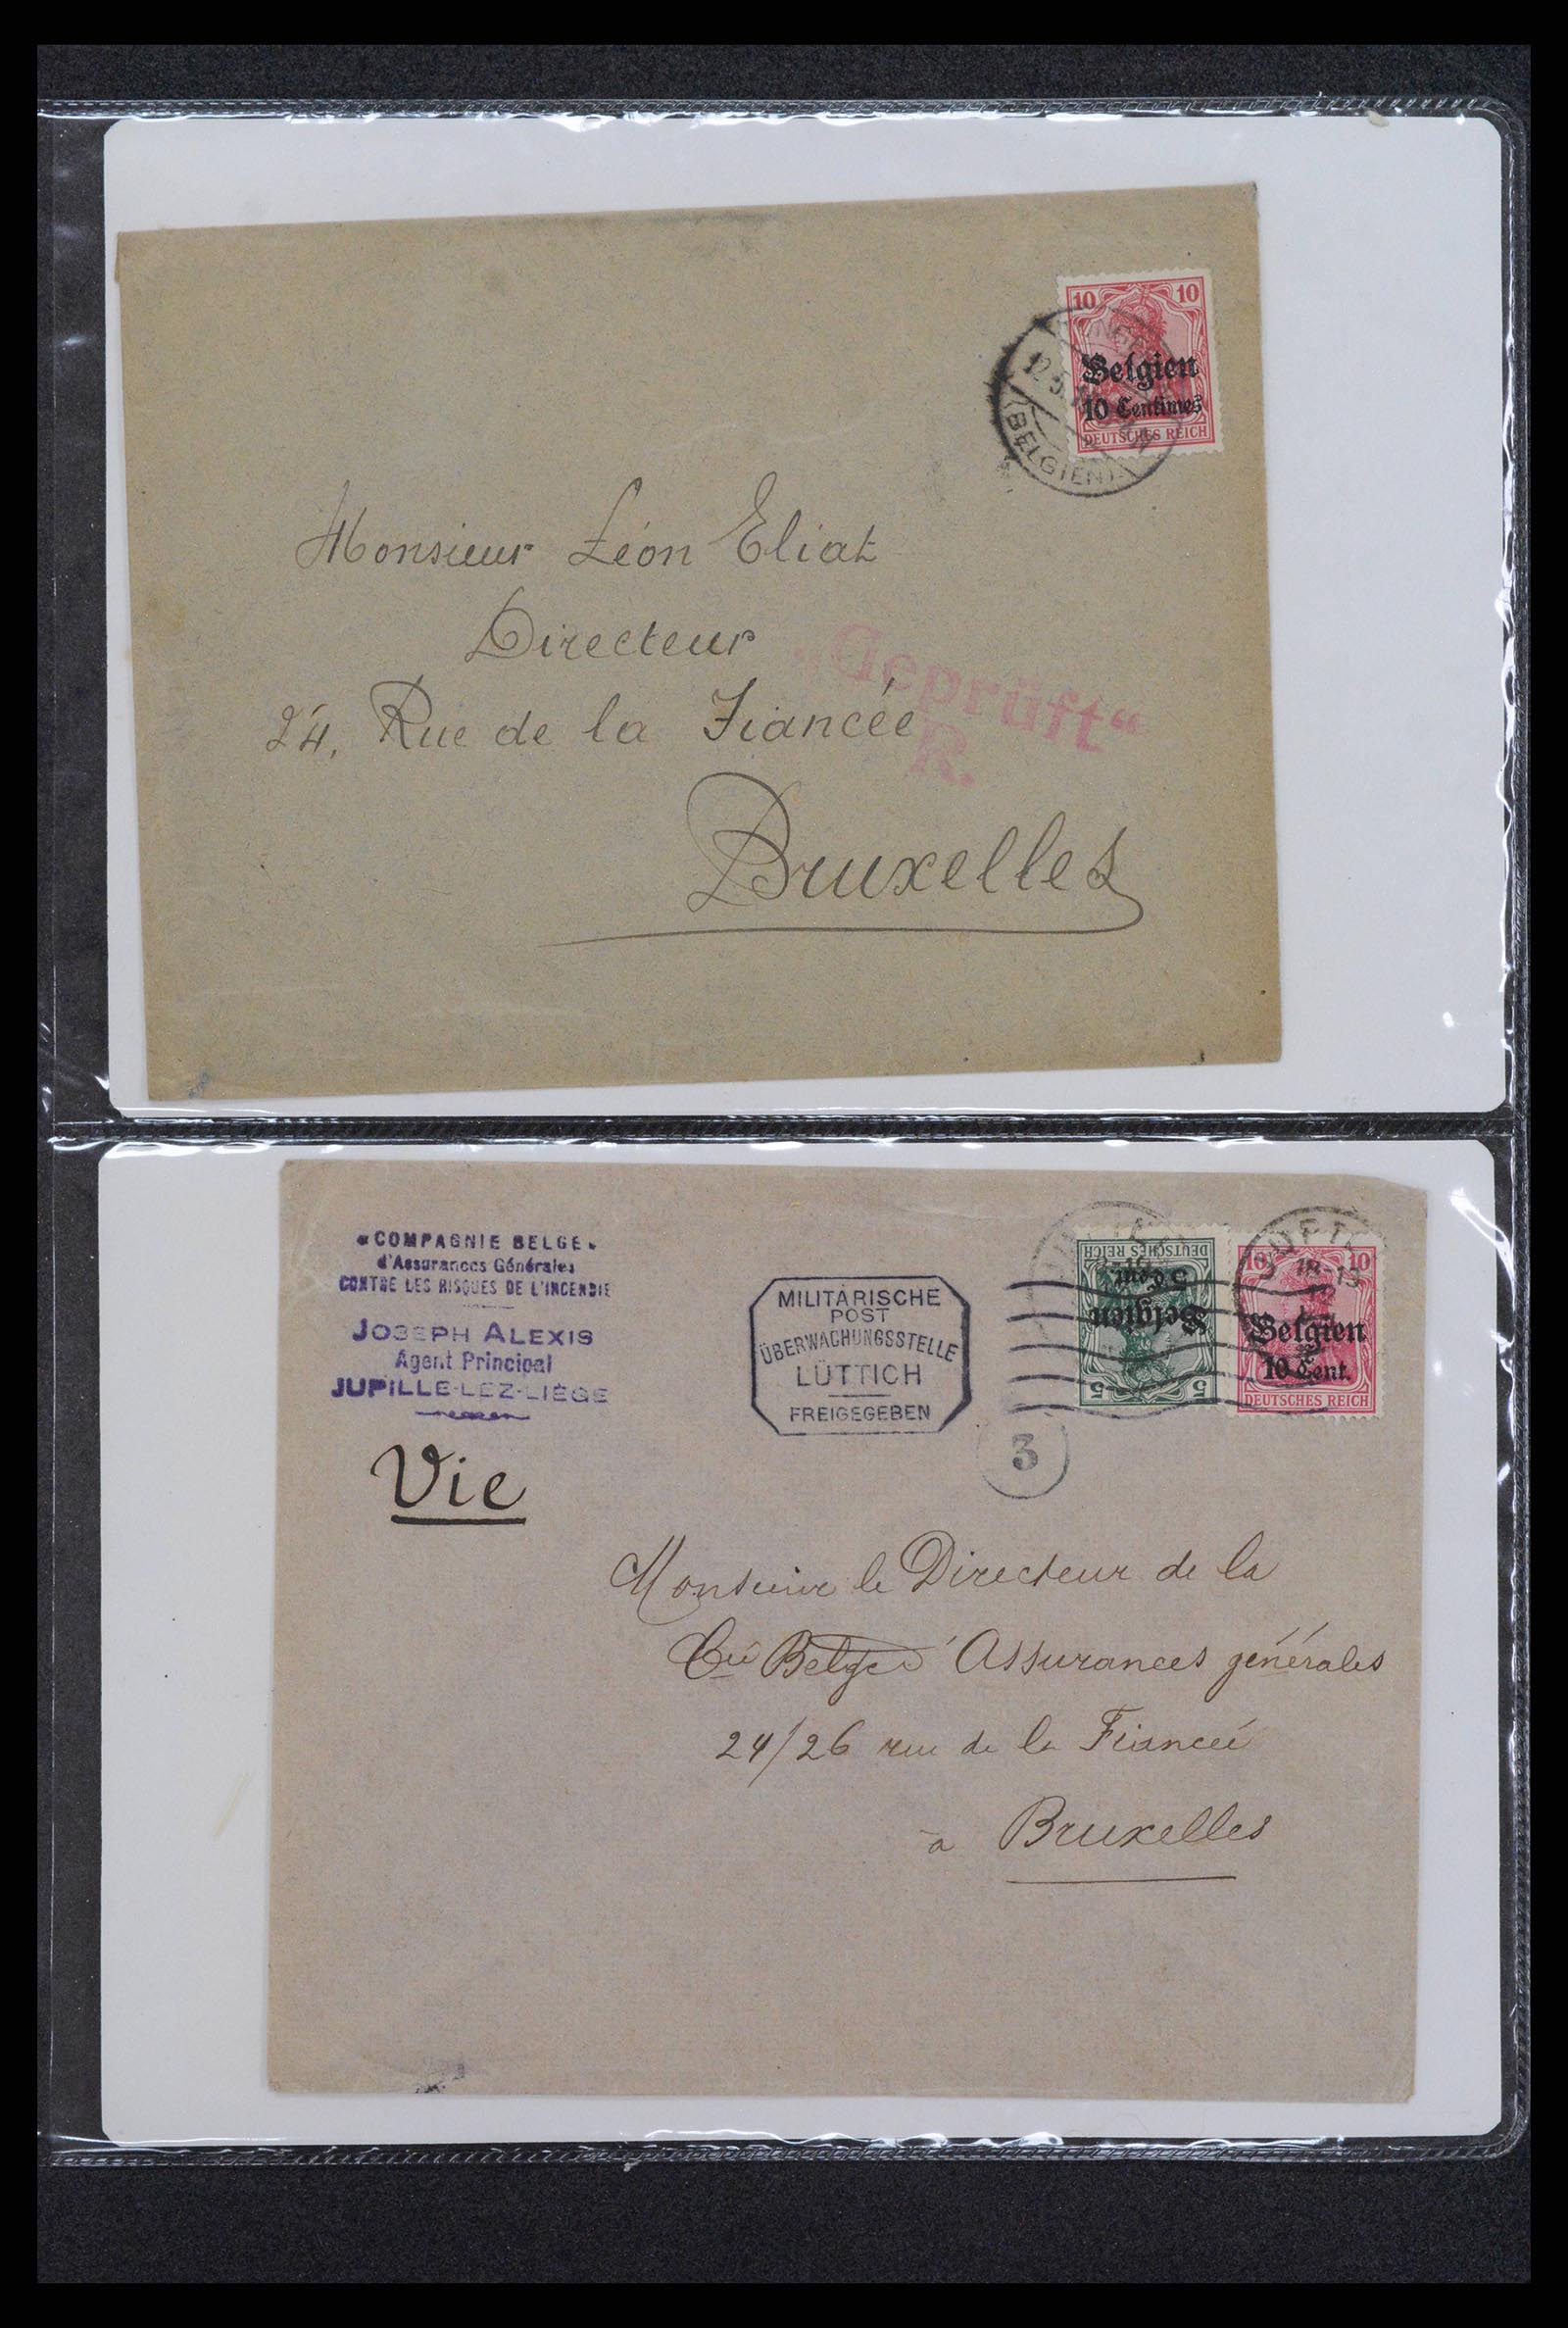 10 10
Belgien
10 Centimes
DEUTSCHES REICH
(BELGIEN)
Monsieur Léon Eliat
Directeur
„Geprüft“
R.
24, Rue de la Fiancée
Bruxelles
«COMPAGNIE BELGE»
d'Assurances Générales
CONTRE LES RISQUES DE L'INCENDIE
JOSEPH ALEXIS
Agent Principal
JUPILLE-LEZ-LIÈGE
MILITÄRISCHE
POST
ÜBERWACHUNGSSTELLE
LÜTTICH
FREIGEGEBEN
3
DEUTSCHES REICH
5 Cent.
Belgien
5 5
10 10
Belgien
10 Cent.
DEUTSCHES REICH
Vie
Monsieur le Directeur de la
Cie Belge d'Assurances générales
24/26 rue de la Fiancée
à Bruxelles